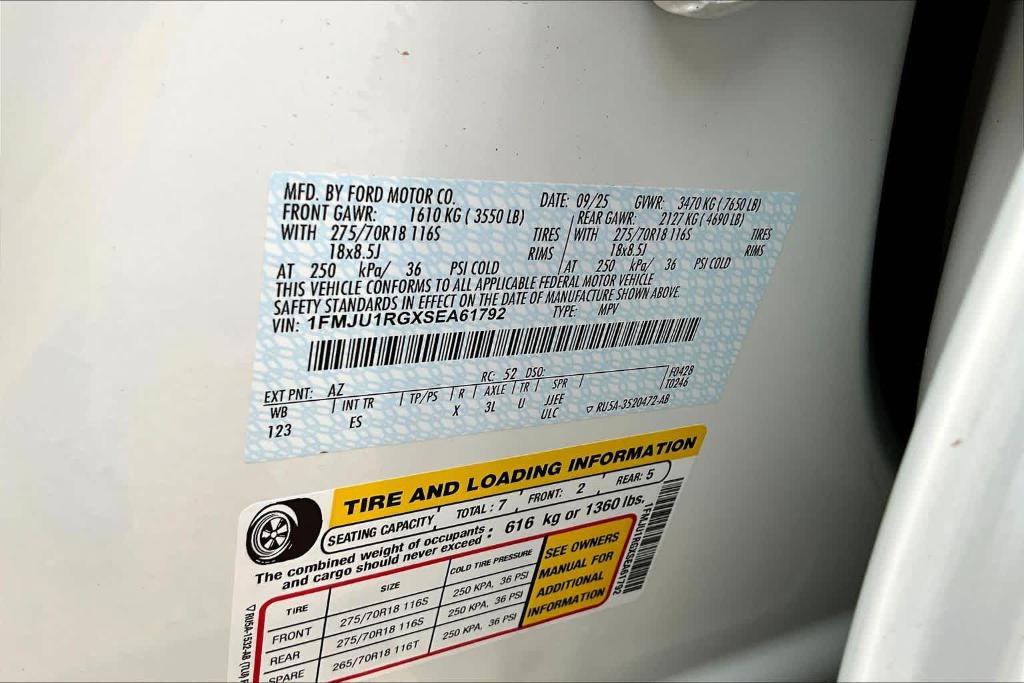 MFD. BY FORD MOTOR CO. DATE: 09/25 GVWR: 3470 KG ( 7650 LB)
FRONT GAWR: 1610 KG ( 3550 LB) REAR GAWR: 2127 KG ( 4690 LB)
WITH 275/70R18 116S TIRES WITH 275/70R18 116S TIRES
18x8.5J RIMS 18x8.5J RIMS
AT 250 kPa/ 36 PSI COLD AT 250 kPa/ 36 PSI COLD
THIS VEHICLE CONFORMS TO ALL APPLICABLE FEDERAL MOTOR VEHICLE
SAFETY STANDARDS IN EFFECT ON THE DATE OF MANUFACTURE SHOWN ABOVE.
VIN: 1FMJU1RGXSEA61792 TYPE: MPV
EXT PNT: AZ RC: 52 DSO: F0428
T0246
WB INT TR TP/PS R AXLE TR SPR
123 ES X 3L U JJEE
ULC ▽ RU5A-3520472-AB
TIRE AND LOADING INFORMATION
SEATING CAPACITY TOTAL : 7 FRONT: 2 REAR: 5
The combined weight of occupants and cargo should never exceed : 616 kg or 1360 lbs.
TIRE SIZE COLD TIRE PRESSURE
FRONT 275/70R18 116S 250 KPA, 36 PSI
REAR 275/70R18 116S 250 KPA, 36 PSI
SPARE 265/70R18 116T 250 KPA, 36 PSI
SEE OWNERS
MANUAL FOR
ADDITIONAL
INFORMATION
1FMJU1RGXSEA61792
▽ RU5A-1532-AB (TLU)